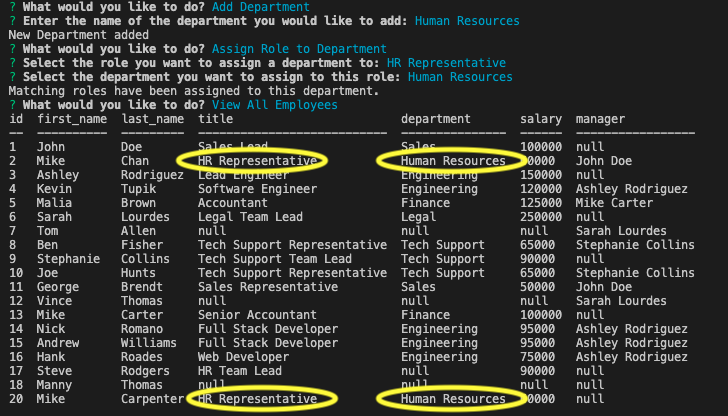 ? What would you like to do? Add Department
? Enter the name of the department you would like to add: Human Resources
New Department added
? What would you like to do? Assign Role to Department
? Select the role you want to assign a department to: HR Representative
? Select the department you want to assign to this role: Human Resources
Matching roles have been assigned to this department.
? What would you like to do? View All Employees
id first_name last_name title department salary manager
1 John Doe Sales Lead Sales 100000 null
2 Mike Chan HR Representative Human Resources John Doe
3 Ashley Rodriguez Lead Engineer Engineering 150000 null
4 Kevin Tupik Software Engineer Engineering 120000 Ashley Rodriguez
5 Malia Brown Accountant Finance 125000 Mike Carter
6 Sarah Lourdes Legal Team Lead Legal 250000 null
7 Tom Allen null null null Sarah Lourdes
8 Ben Fisher Tech Support Representative Tech Support 65000 Stephanie Collins
9 Stephanie Collins Tech Support Team Lead Tech Support 90000 null
10 Joe Hunts Tech Support Representative Tech Support 65000 Stephanie Collins
11 George Brendt Sales Representative Sales 50000 John Doe
12 Vince Thomas null null null Sarah Lourdes
13 Mike Carter Senior Accountant Finance 100000 null
14 Nick Romano Full Stack Developer Engineering 95000 Ashley Rodriguez
15 Andrew Williams Full Stack Developer Engineering 95000 Ashley Rodriguez
16 Hank Roades Web Developer Engineering 75000 Ashley Rodriguez
17 Steve Rodgers HR Team Lead null 90000 null
18 Manny Thomas null null null null
20 Mike Carpenter HR Representative Human Resources null